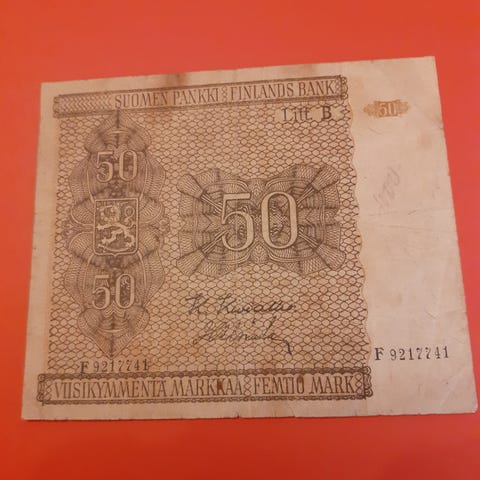 SUOMEN PANKKI FINLANDS BANK
Litt. B
50
50
50
50
F 9217741
F 9217741
VIISIKYMMENTÄ MARKKAA FEMTIO MARK